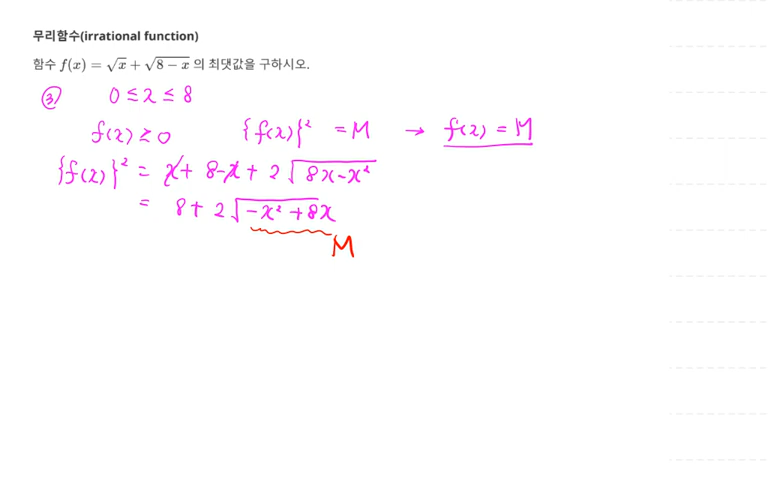 무리함수(irrational function)
함수 f(x) = √x + √(8 − x) 의 최댓값을 구하시오.
③ 0 ≤ x ≤ 8
f(x) ≥ 0 {f(x)}² = M → f(x) = M
{f(x)}² = x + 8 - x + 2√(8x - x²)
= 8 + 2√(-x² + 8x)
M